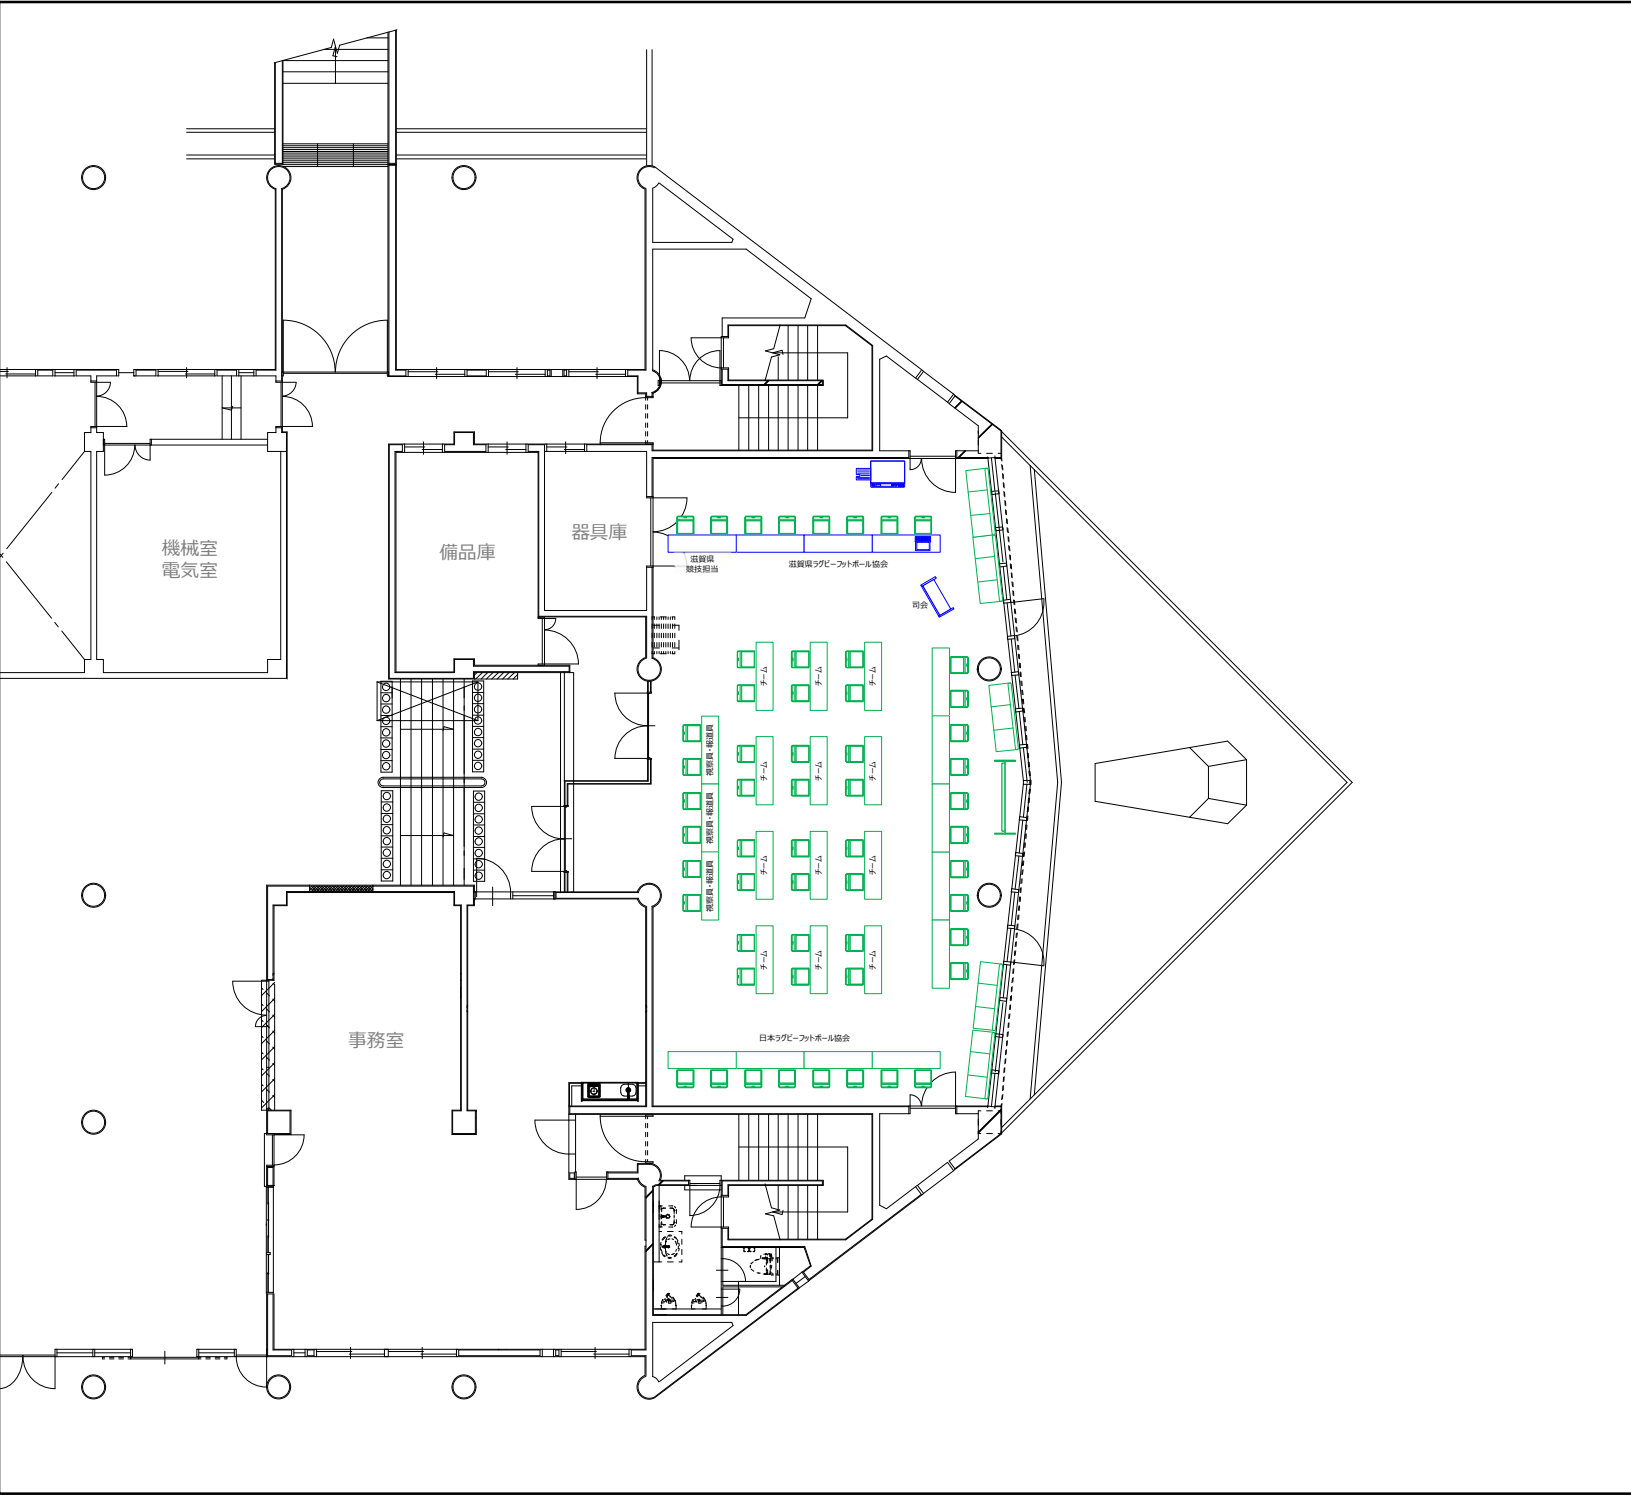 機械室
電気室
備品庫
器具庫
滋賀県
競技担当
滋賀県ラグビーフットボール協会
司会
チーム
チーム
チーム
視察員・報道員
チーム
チーム
チーム
視察員・報道員
視察員・報道員
チーム
チーム
チーム
チーム
チーム
チーム
日本ラグビーフットボール協会
事務室